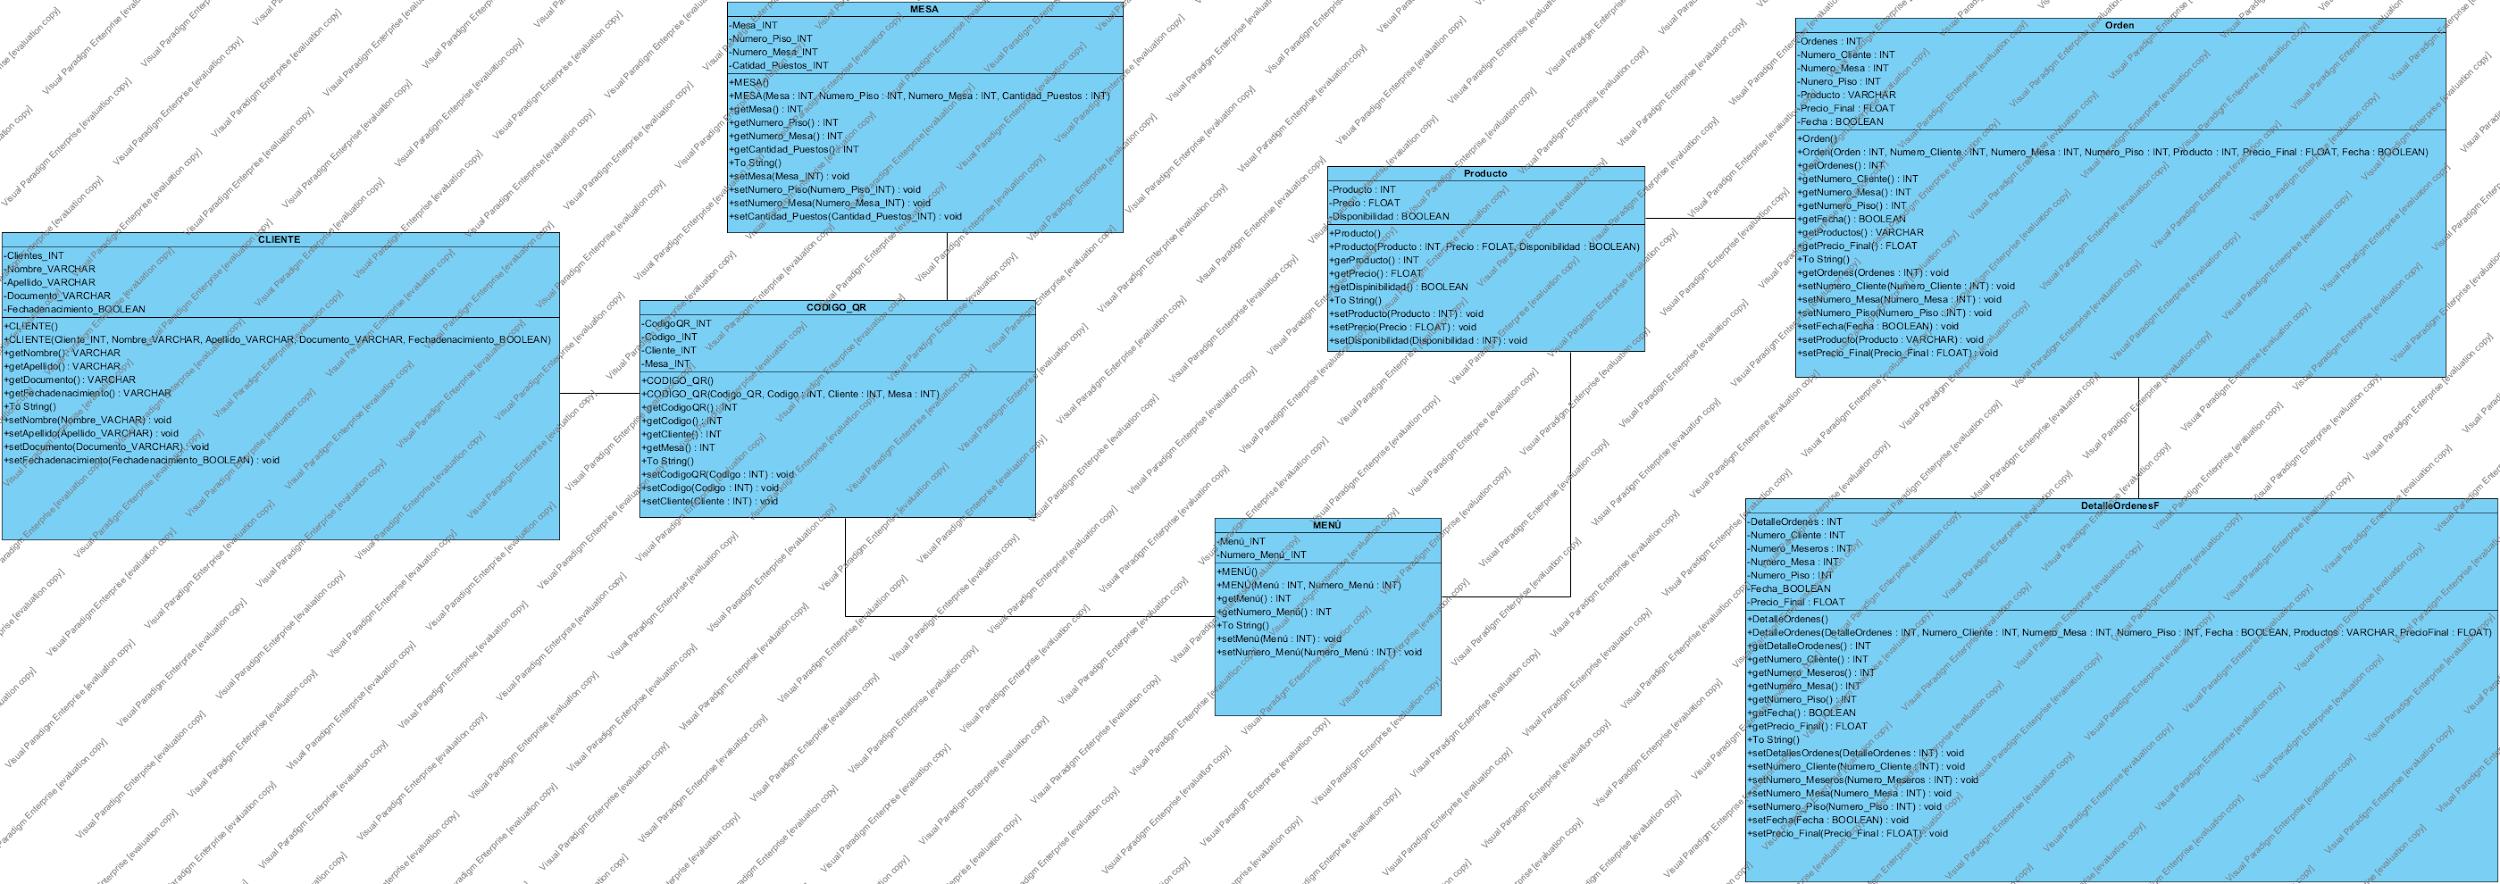 MESA
-Mesa_INT
-Numero_Piso_INT
-Numero_Mesa_INT
-Catidad_Puestos_INT
+MESA()
+MESA(Mesa : INT, Numero_Piso : INT, Numero_Mesa : INT, Cantidad_Puestos : INT)
+getMesa() : INT
+getNumero_Piso() : INT
+getNumero_Mesa() : INT
+getCantidad_Puestos() : INT
+To String()
+setMesa(Mesa_INT) : void
+setNumero_Piso(Numero_Piso_INT) : void
+setNumero_Mesa(Numero_Mesa_INT) : void
+setCantidad_Puestos(Cantidad_Puestos_INT) : void
CLIENTE
-Clientes_INT
-Nombre_VARCHAR
-Apellido_VARCHAR
-Documento_VARCHAR
-Fechadenacimiento_BOOLEAN
+CLIENTE()
+CLIENTE(Cliente_INT, Nombre_VARCHAR, Apellido_VARCHAR, Documento_VARCHAR, Fechadenacimiento_BOOLEAN)
+getNombre() : VARCHAR
+getApellido() : VARCHAR
+getDocumento() : VARCHAR
+getFechadenacimiento() : VARCHAR
+To String()
+setNombre(Nombre_VACHAR) : void
+setApellido(Apellido_VARCHAR) : void
+setDocumento(Documento_VARCHAR) : void
+setFechadenacimiento(Fechadenacimiento_BOOLEAN) : void
CODIGO_QR
-CodigoQR_INT
-Codigo_INT
-Cliente_INT
-Mesa_INT
+CODIGO_QR()
+CODIGO_QR(Codigo_QR, Codigo : INT, Cliente : INT, Mesa : INT)
+getCodigoQR() : INT
+getCodigo() : INT
+getCliente() : INT
+getMesa() : INT
+To String()
+setCodigoQR(Codigo : INT) : void
+setCodigo(Codigo : INT) : void
+setCliente(Cliente : INT) : void
MENÚ
-Menú_INT
-Numero_Menú_INT
+MENÚ()
+MENÚ(Menú : INT, Numero_Menú : INT)
+getMenú() : INT
+getNumero_Menú() : INT
+To String()
+setMenú(Menú : INT) : void
+setNumero_Menú(Numero_Menú : INT) : void
Producto
-Producto : INT
-Precio : FLOAT
-Disponibilidad : BOOLEAN
+Producto()
+Producto(Producto : INT, Precio : FOLAT, Disponibilidad : BOOLEAN)
+gerProducto() : INT
+getPrecio() : FLOAT
+getDispinibilidad() : BOOLEAN
+To String()
+setProducto(Producto : INT) : void
+setPrecio(Precio : FLOAT) : void
+setDisponibilidad(Disponibilidad : INT) : void
Orden
-Ordenes : INT
-Numero_Cliente : INT
-Numero_Mesa : INT
-Nunero_Piso : INT
-Producto : VARCHAR
-Precio_Final : FLOAT
-Fecha : BOOLEAN
+Orden()
+Orden(Orden : INT, Numero_Cliente : INT, Numero_Mesa : INT, Numero_Piso : INT, Producto : INT, Precio_Final : FLOAT, Fecha : BOOLEAN)
+getOrdenes() : INT
+getNumero_Cliente() : INT
+getNumero_Mesa() : INT
+getNumero_Piso() : INT
+getFecha() : BOOLEAN
+getProductos() : VARCHAR
+getPrecio_Final() : FLOAT
+To String()
+getOrdenes(Ordenes : INT) : void
+setNumero_Cliente(Numero_Cliente : INT) : void
+setNumero_Mesa(Numero_Mesa : INT) : void
+setNumero_Piso(Numero_Piso : INT) : void
+setFecha(Fecha : BOOLEAN) : void
+setProducto(Producto : VARCHAR) : void
+setPrecio_Final(Precio_Final : FLOAT) : void
DetalleOrdenesF
-DetalleOrdenes : INT
-Numero_Cliente : INT
-Numero_Meseros : INT
-Numero_Mesa : INT
-Numero_Piso : INT
-Fecha_BOOLEAN
-Precio_Final : FLOAT
+DetalleOrdenes()
+DetalleOrdenes(DetalleOrdenes : INT, Numero_Cliente : INT, Numero_Mesa : INT, Numero_Piso : INT, Fecha : BOOLEAN, Productos : VARCHAR, PrecioFinal : FLOAT)
+getDetalleOrodenes() : INT
+getNumero_Cliente() : INT
+getNumero_Meseros() : INT
+getNumero_Mesa() : INT
+getNumero_Piso() : INT
+getFecha() : BOOLEAN
+getPrecio_Final() : FLOAT
+To String()
+setDetallesOrdenes(DetalleOrdenes : INT) : void
+setNumero_Cliente(Numero_Cliente : INT) : void
+setNumero_Meseros(Numero_Meseros : INT) : void
+setNumero_Mesa(Numero_Mesa : INT) : void
+setNumero_Piso(Numero_Piso : INT) : void
+setFecha(Fecha : BOOLEAN) : void
+setPrecio_Final(Precio_Final : FLOAT) : void
Visual Paradigm Enterprise [evaluation copy]